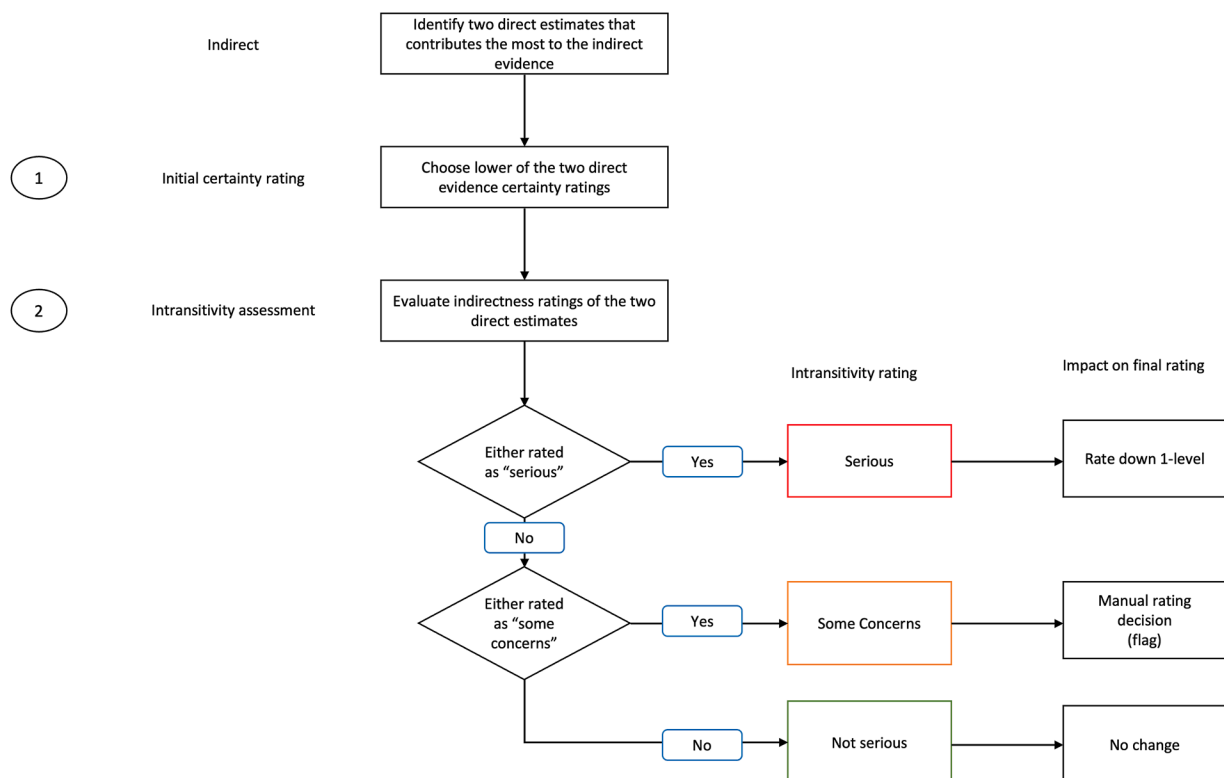 Indirect
Identify two direct estimates that
contributes the most to the indirect
evidence
1
Initial certainty rating
Choose lower of the two direct
evidence certainty ratings
2
Intransitivity assessment
Evaluate indirectness ratings of the two
direct estimates
Intransitivity rating
Impact on final rating
Either rated
as “serious”
Yes
Serious
Rate down 1-level
No
Either rated
as “some
concerns”
Yes
Some Concerns
Manual rating
decision
(flag)
No
Not serious
No change